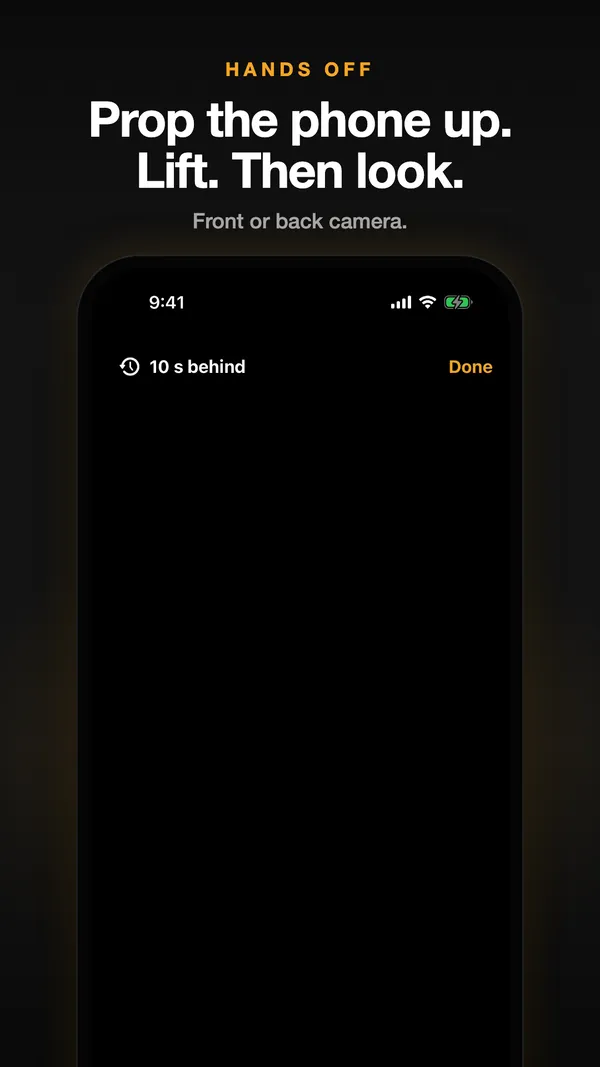 HANDS OFF
Prop the phone up.
Lift. Then look.
Front or back camera.
9:41
10 s behind
Done